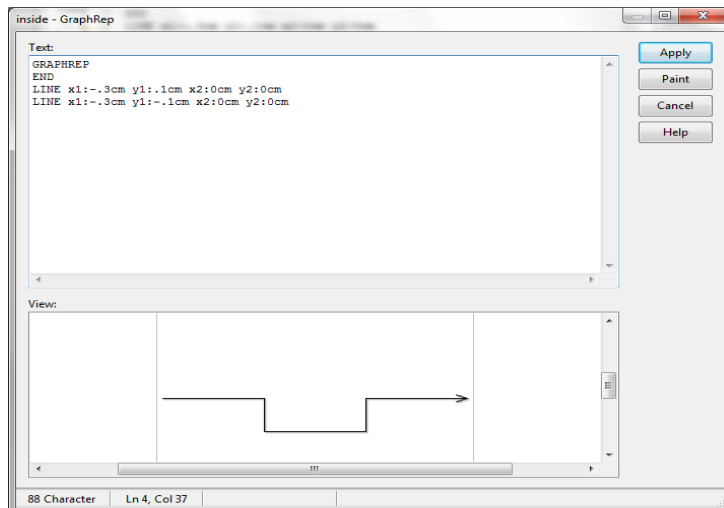 inside - GraphRep
Text:
GRAPHREP
END
LINE x1:-.3cm y1:.1cm x2:0cm y2:0cm
LINE x1:-.3cm y1:-.1cm x2:0cm y2:0cm
Apply
Paint
Cancel
Help
View:
88 Character
Ln 4, Col 37